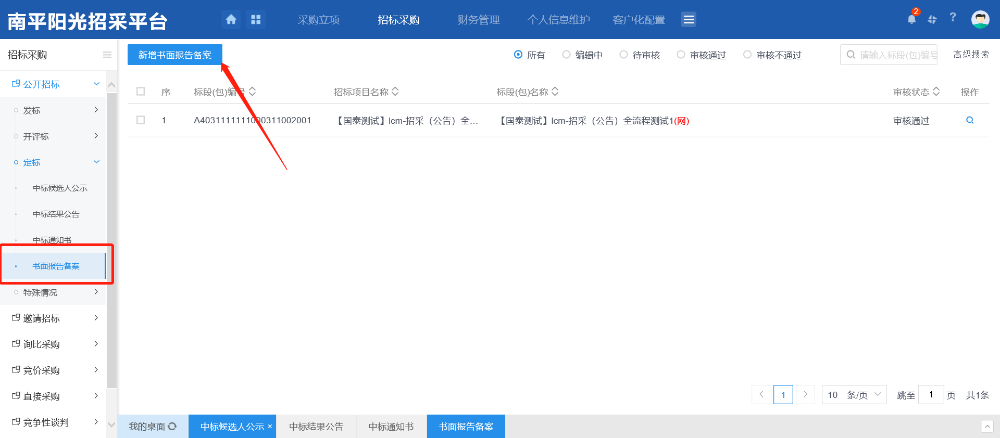 南平阳光招采平台
采购立项
招标采购
财务管理
个人信息维护
客户化配置
2
?
招标采购
公开招标
发标
开评标
定标
中标候选人公示
中标结果公告
中标通知书
书面报告备案
特殊情况
邀请招标
询比采购
竞价采购
直接采购
竞争性谈判
新增书面报告备案
所有 编辑中 待审核 审核通过 审核不通过
请输入标段(包)编号
高级搜索
序 标段(包)编号 招标项目名称 标段(包)名称 审核状态 操作
1 A4031111111000311002001 【国泰测试】lcm-招采（公告）全... 【国泰测试】lcm-招采（公告）全流程测试1(网) 审核通过
1 10 条/页 跳至 1 页 共1条
我的桌面 中标候选人公示 × 中标结果公告 中标通知书 书面报告备案